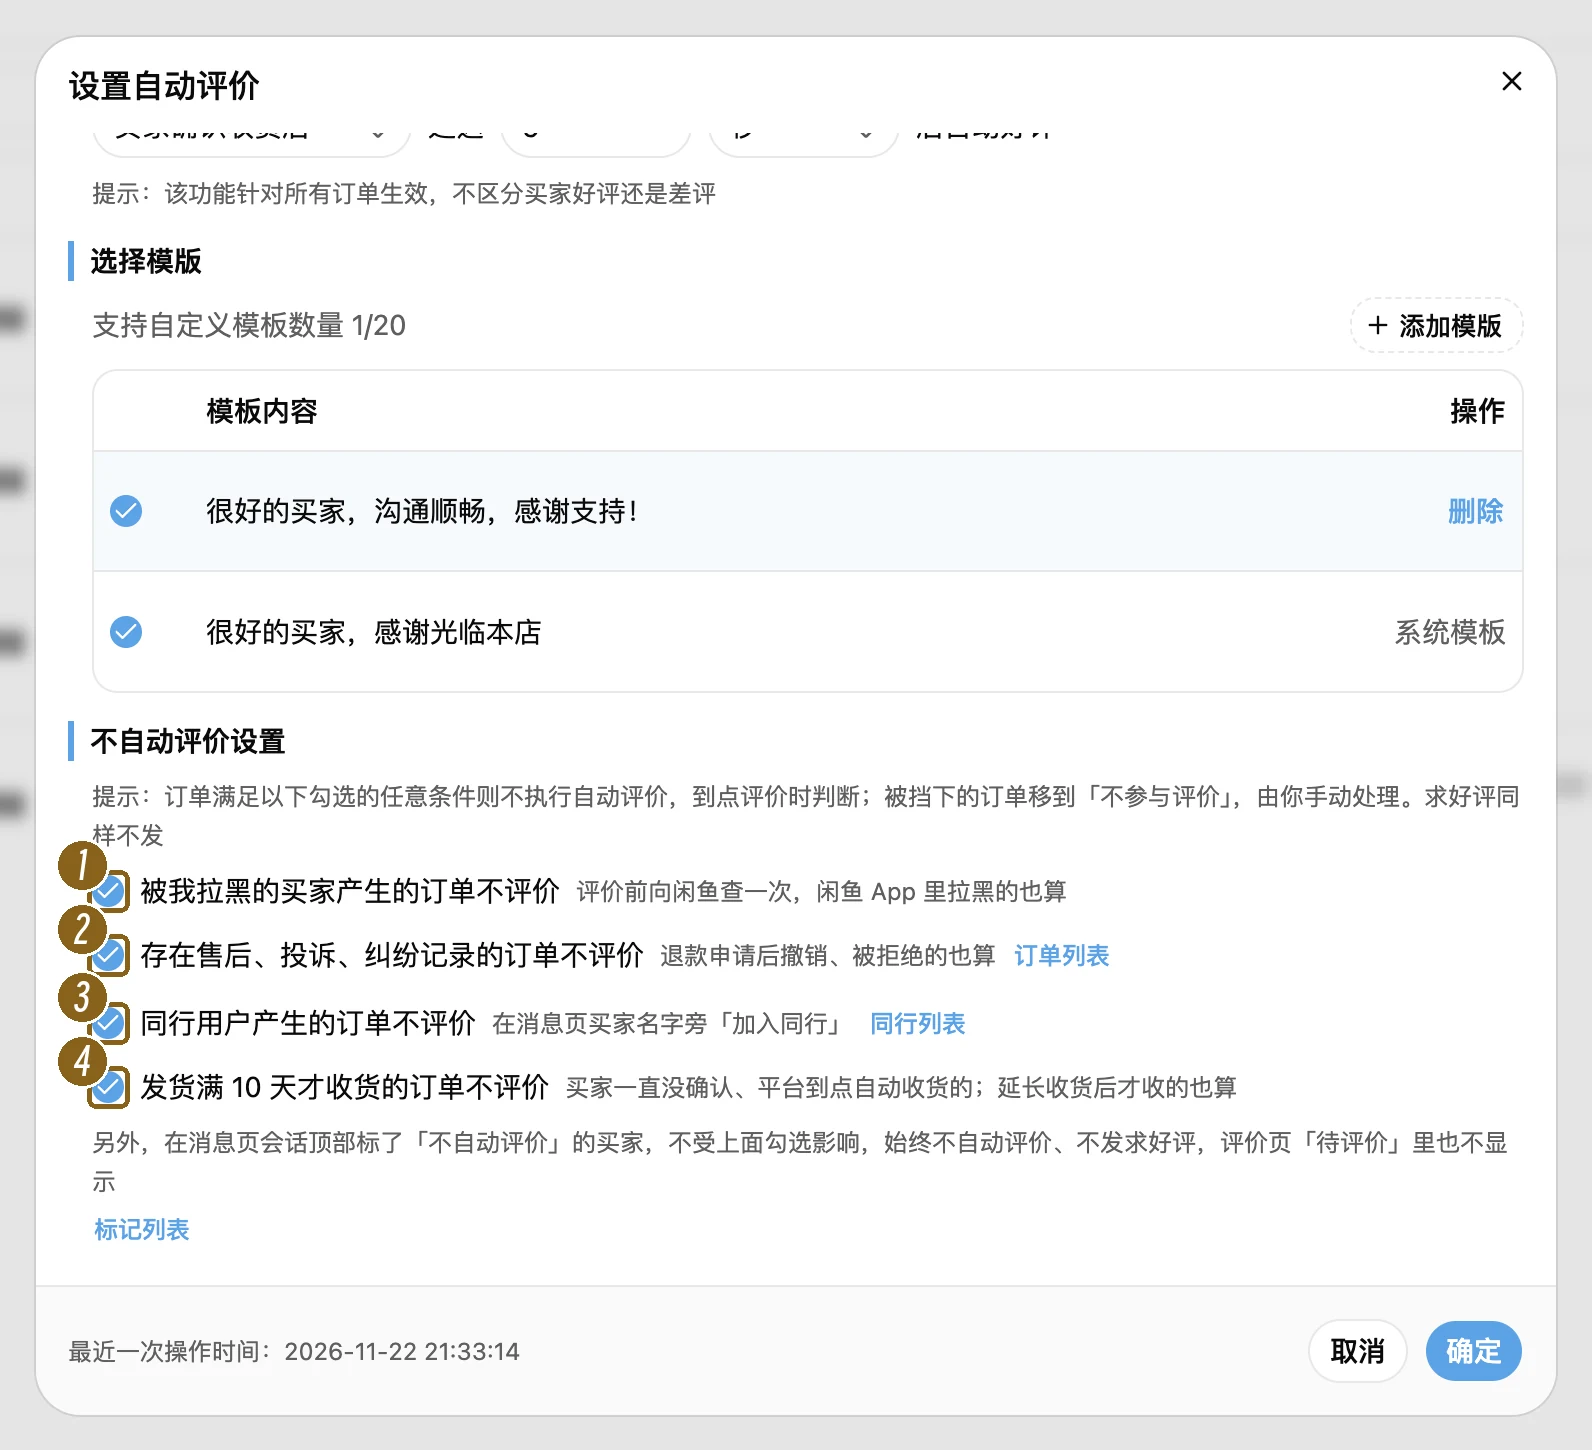 设置自动评价
提示：该功能针对所有订单生效，不区分买家好评还是差评
选择模版
支持自定义模板数量 1/20
+ 添加模版
模板内容 操作
很好的买家，沟通顺畅，感谢支持！ 删除
很好的买家，感谢光临本店 系统模板
不自动评价设置
提示：订单满足以下勾选的任意条件则不执行自动评价，到点评价时判断；被挡下的订单移到「不参与评价」，由你手动处理。求好评同
样不发
1 被我拉黑的买家产生的订单不评价 评价前向闲鱼查一次，闲鱼 App 里拉黑的也算
2 存在售后、投诉、纠纷记录的订单不评价 退款申请后撤销、被拒绝的也算 订单列表
3 同行用户产生的订单不评价 在消息页买家名字旁「加入同行」 同行列表
4 发货满 10 天才收货的订单不评价 买家一直没确认、平台到点自动收货的；延长收货后才收的也算
另外，在消息页会话顶部标了「不自动评价」的买家，不受上面勾选影响，始终不自动评价、不发求好评，评价页「待评价」里也不显
示
标记列表
最近一次操作时间：2026-11-22 21:33:14 取消 确定